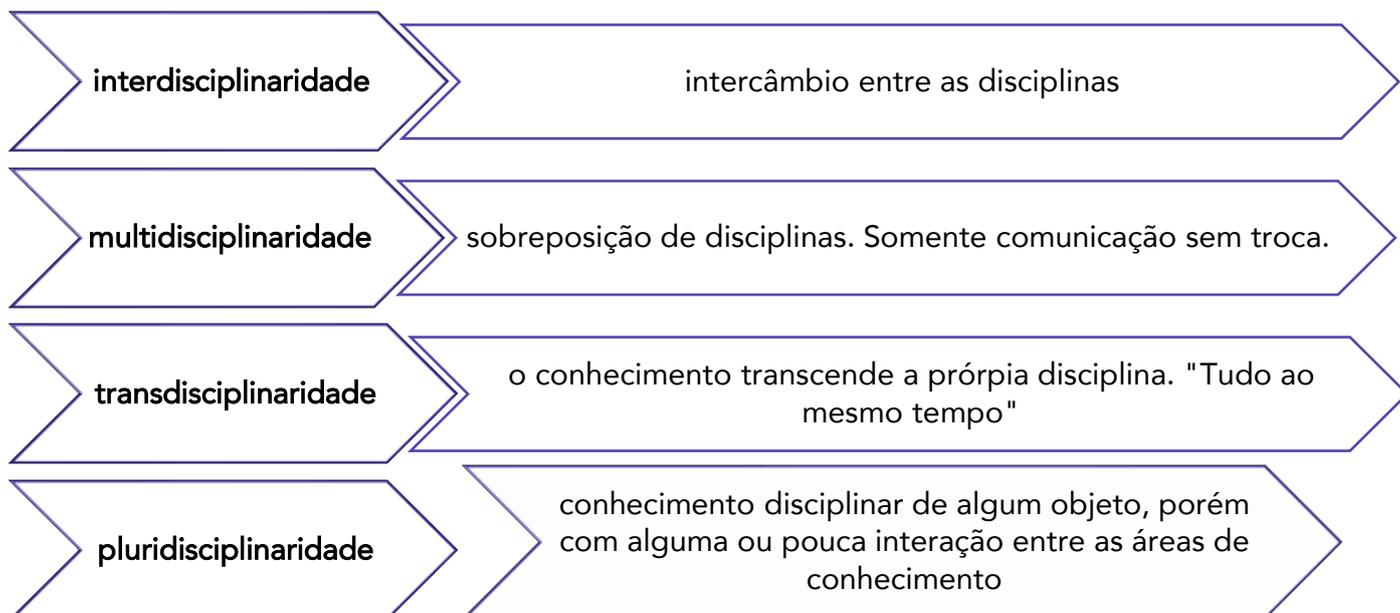 interdisciplinaridade
intercâmbio entre as disciplinas
multidisciplinaridade
sobreposição de disciplinas. Somente comunicação sem troca.
transdisciplinaridade
o conhecimento transcende a prórpia disciplina. "Tudo ao
mesmo tempo"
pluridisciplinaridade
conhecimento disciplinar de algum objeto, porém
com alguma ou pouca interação entre as áreas de
conhecimento